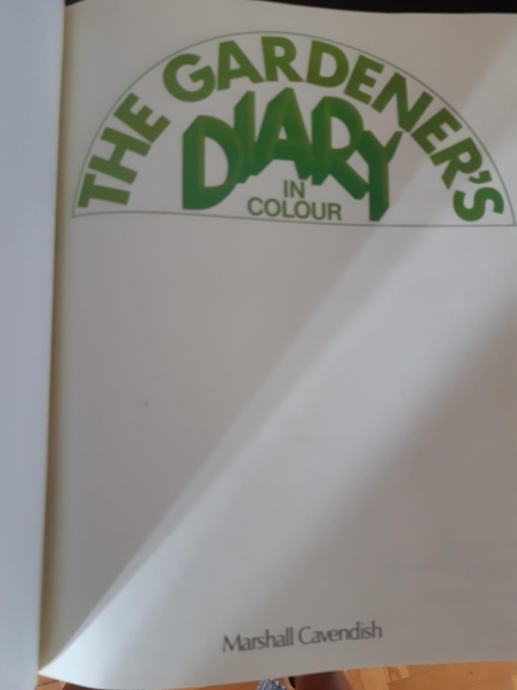 THE GARDENER'S
DIARY
IN
COLOUR
Marshall Cavendish